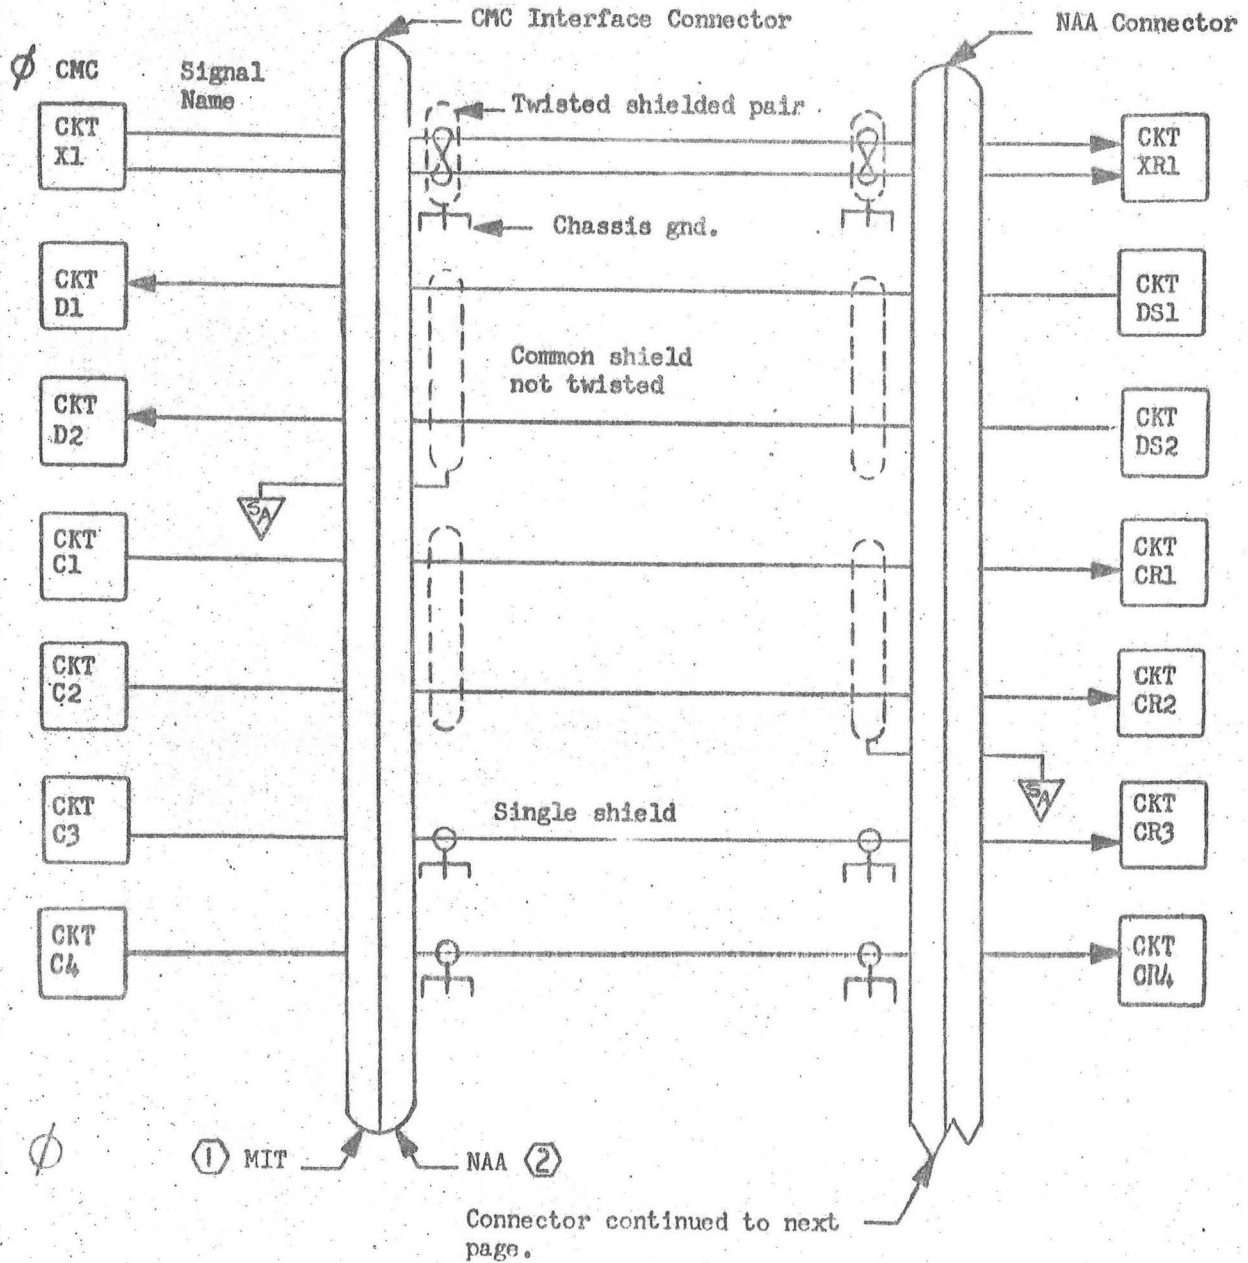 CMC Interface Connector
NAA Connector
Ø CMC
Signal
Name
Twisted shielded pair
CKT
X1
CKT
XR1
Chassis gnd.
CKT
D1
CKT
DS1
Common shield
not twisted
CKT
D2
CKT
DS2
SA
CKT
C1
CKT
CR1
CKT
C2
CKT
CR2
SA
CKT
C3
Single shield
CKT
CR3
CKT
C4
CKT
CR4
Ø
1 MIT
NAA 2
Connector continued to next
page.